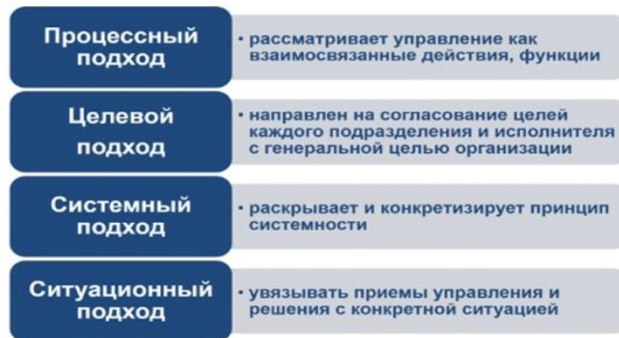 Процессный
подход
• рассматривает управление как
взаимосвязанные действия, функции
Целевой
подход
• направлен на согласование целей
каждого подразделения и исполнителя
с генеральной целью организации
Системный
подход
• раскрывает и конкретизирует принцип
системности
Ситуационный
подход
• увязывать приемы управления и
решения с конкретной ситуацией